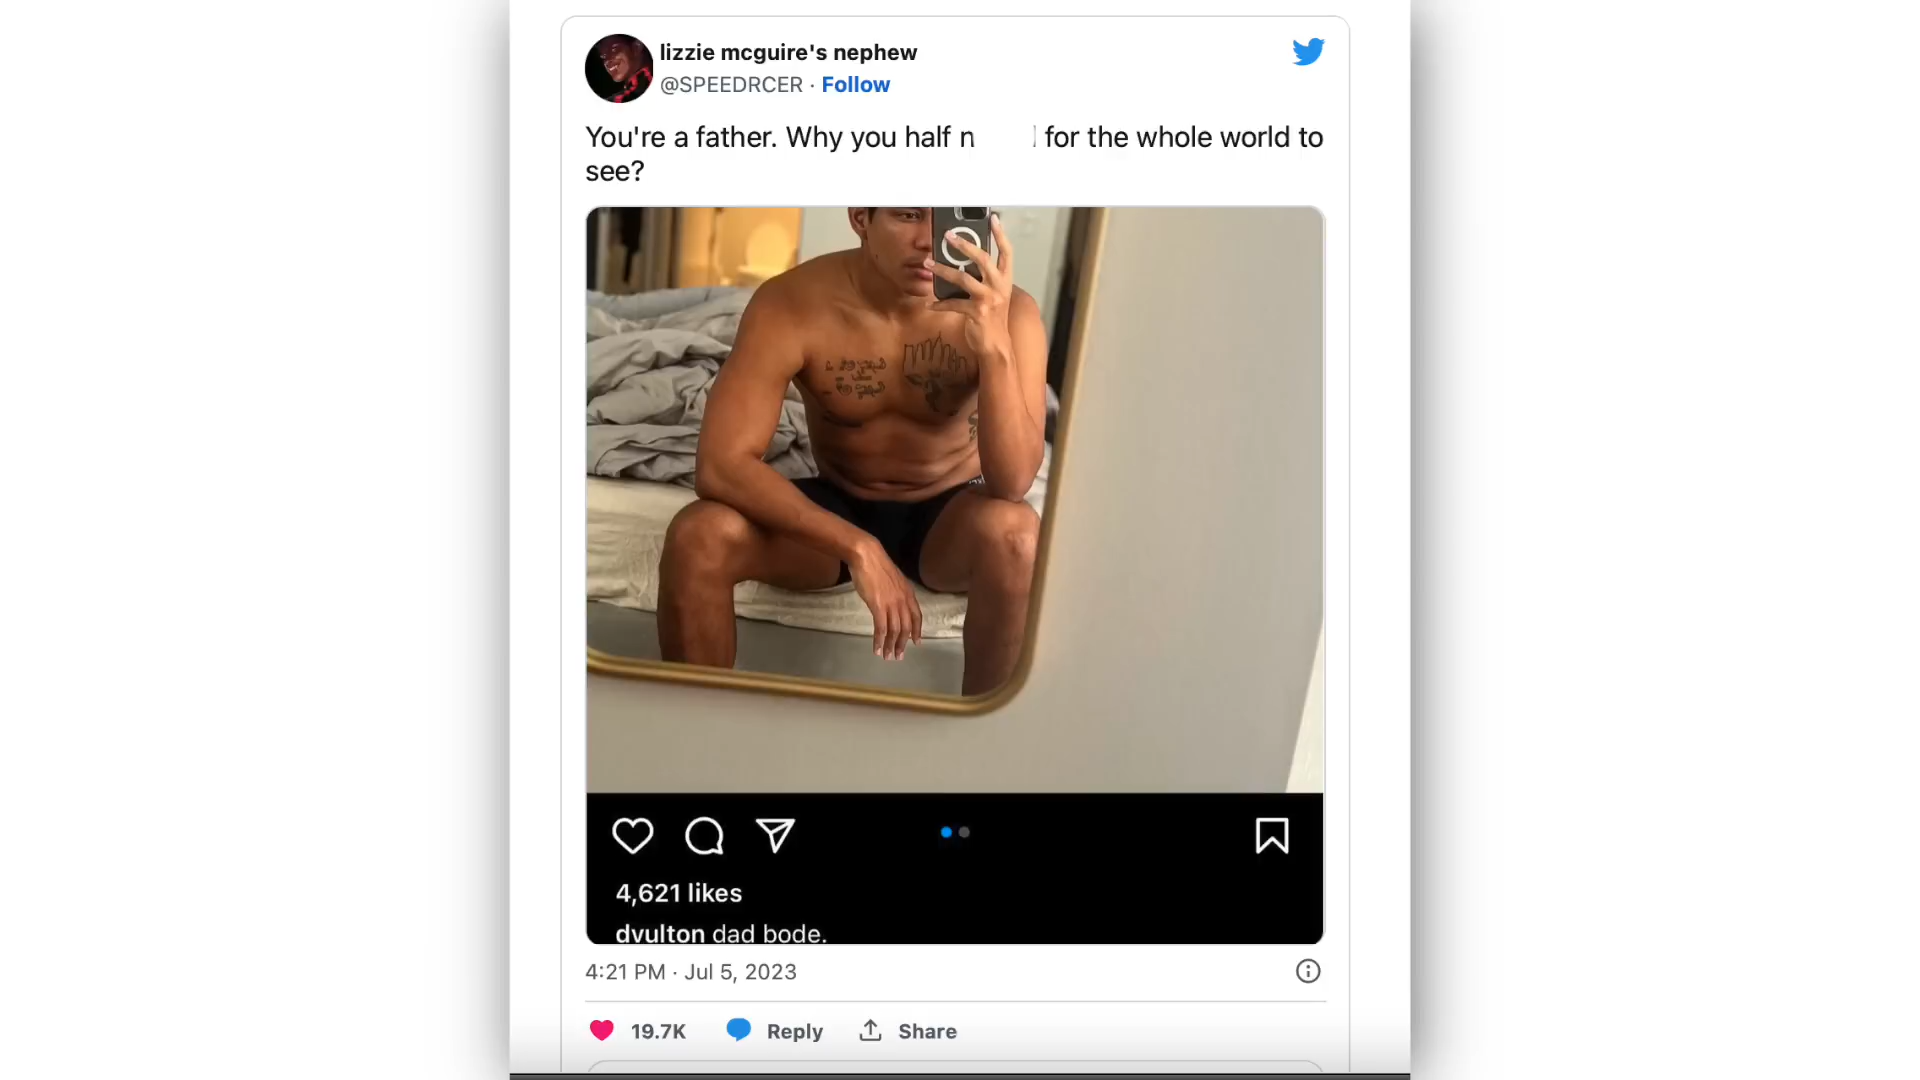 lizzie mcguire's nephew
@SPEEDRCER · Follow
You're a father. Why you half n for the whole world to
see?
4,621 likes
dvulton dad bode.
4:21 PM · Jul 5, 2023
19.7K Reply Share